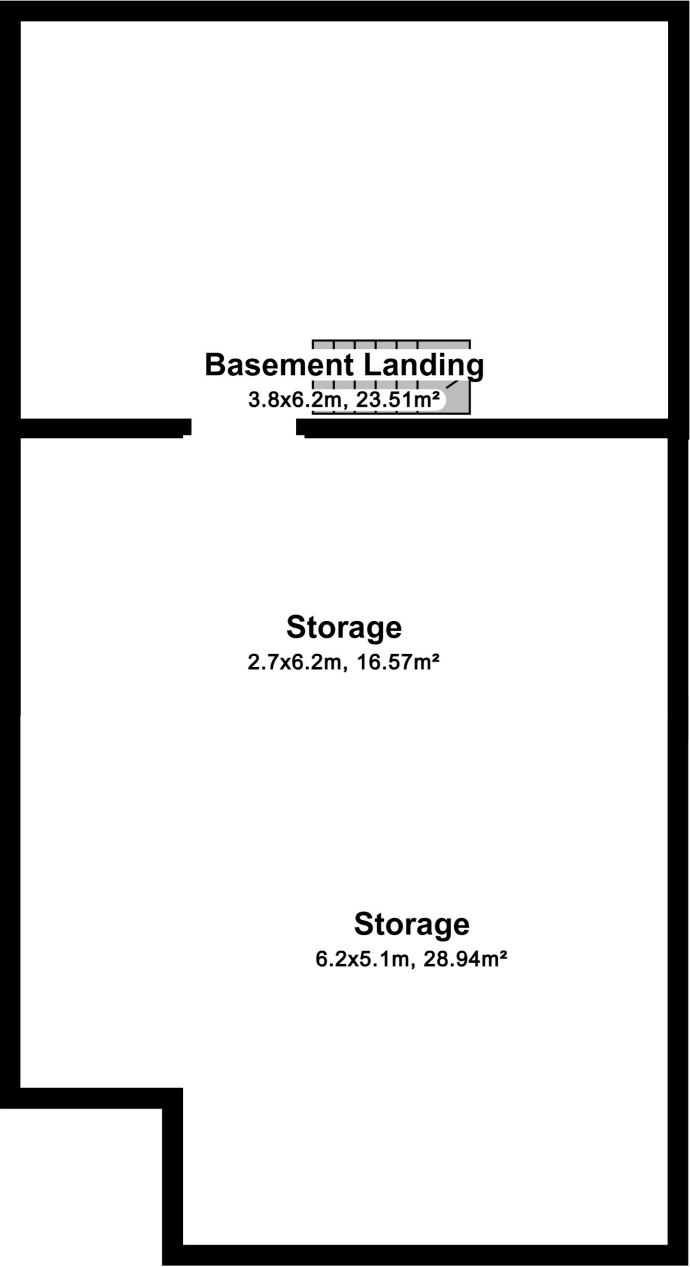 Basement Landing
3.8x6.2m, 23.51m²
Storage
2.7x6.2m, 16.57m²
Storage
6.2x5.1m, 28.94m²